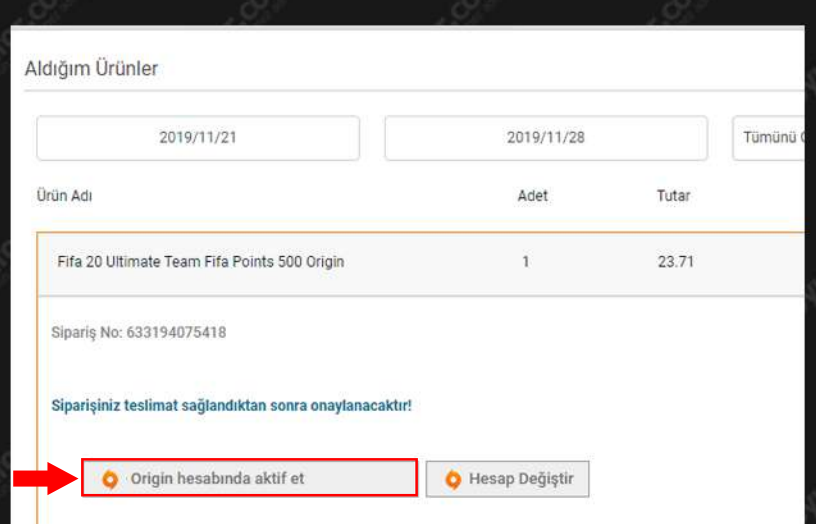 Aldığım Ürünler
2019/11/21 2019/11/28 Tümünü
Ürün Adı Adet Tutar
Fifa 20 Ultimate Team Fifa Points 500 Origin 1 23.71
Sipariş No: 633194075418
Siparişiniz teslimat sağlandıktan sonra onaylanacaktır!
Origin hesabında aktif et Hesap Değiştir